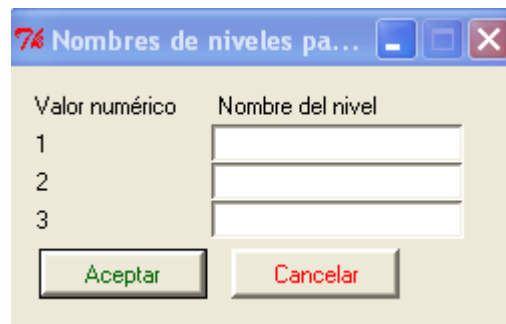 Nombres de niveles pa...
Valor numérico Nombre del nivel
1
2
3
Aceptar Cancelar